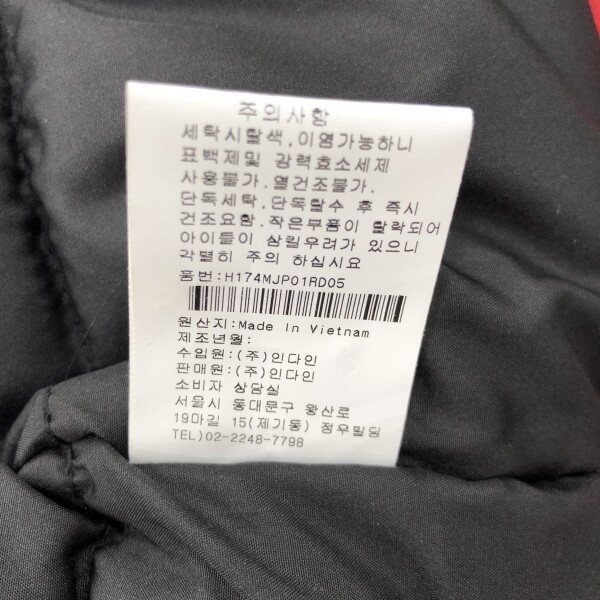 주의사항
세탁시탈색.이염가능하니
표백제및 강력효소세제
사용불가.열건조불가.
단독세탁.단독탈수 후 즉시
건조요함.작은부품이 탈락되어
아이들이 삼킬우려가 있으니
각별히 주의 하십시요
품번:H174MJP01RD05
원산지:Made In Vietnam
제조년월:
수입원:(주)인다인
판매원:(주)인다인
소비자 상담실
서울시 동대문구 왕산로
19마길 15(제기동) 정우빌딩
TEL)02-2248-7798